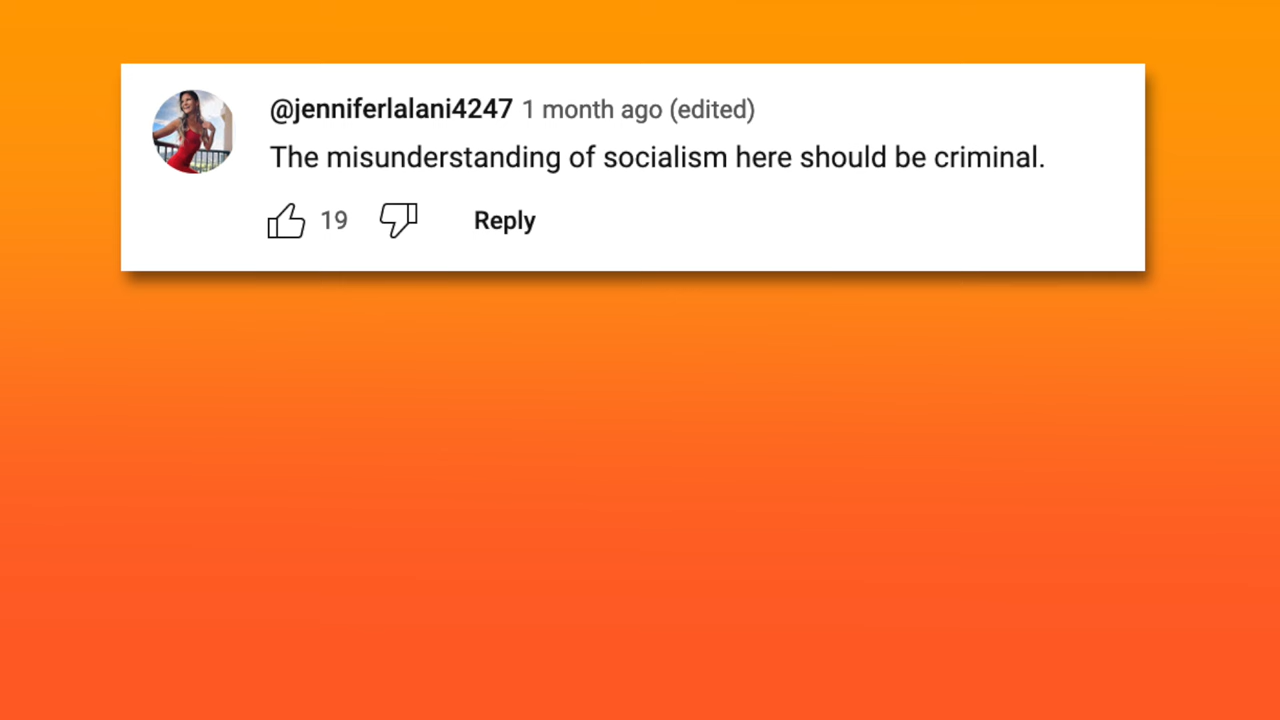 @jenniferlalani4247 1 month ago (edited)
The misunderstanding of socialism here should be criminal.
19 Reply